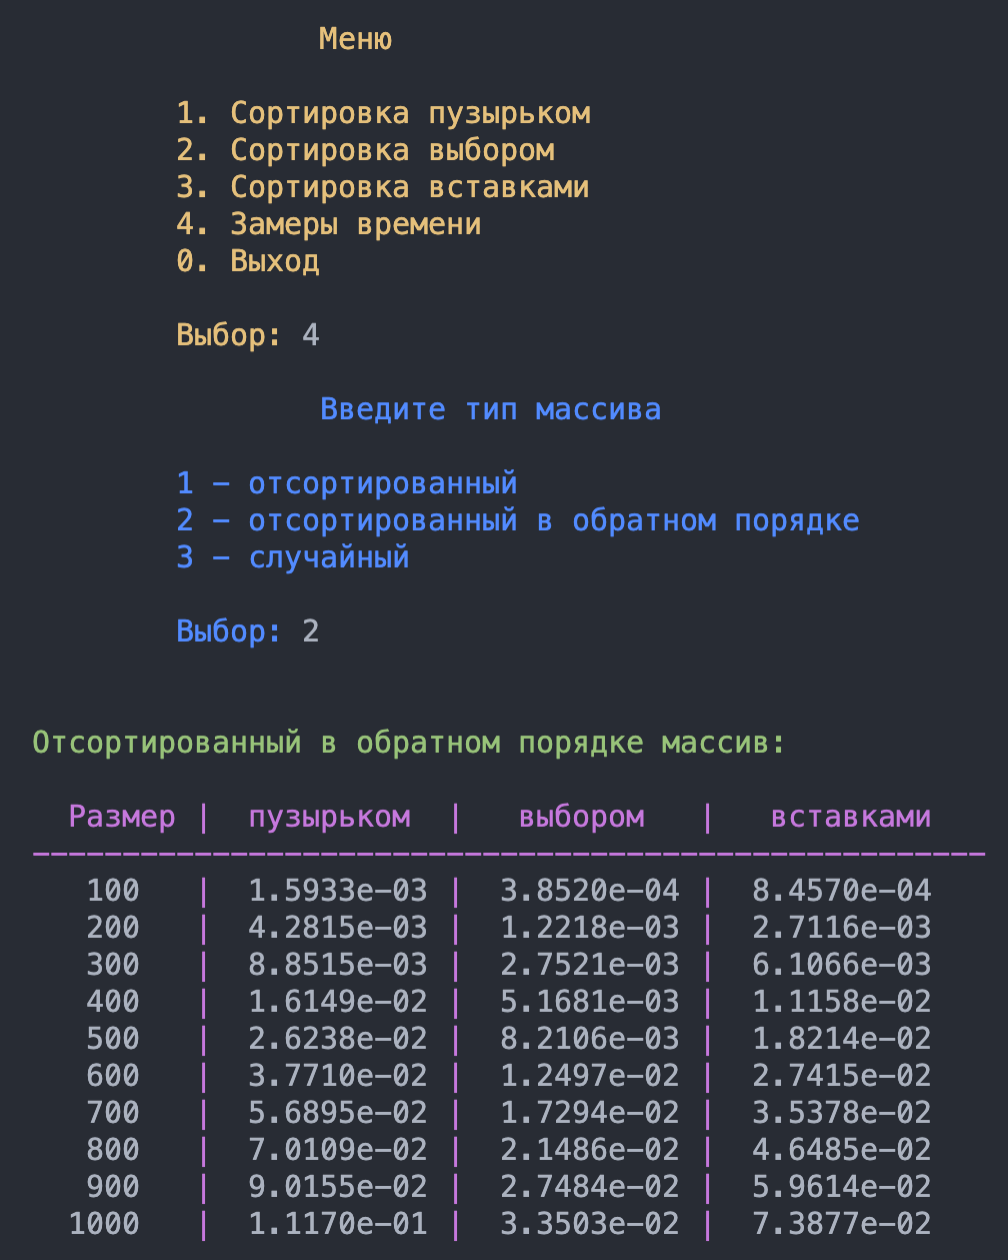 Меню
1. Сортировка пузырьком
2. Сортировка выбором
3. Сортировка вставками
4. Замеры времени
0. Выход
Выбор: 4
Введите тип массива
1 – отсортированный
2 – отсортированный в обратном порядке
3 – случайный
Выбор: 2
Отсортированный в обратном порядке массив:
Размер | пузырьком | выбором | вставками
-----------------------------------------------------
100 | 1.5933e-03 | 3.8520e-04 | 8.4570e-04
200 | 4.2815e-03 | 1.2218e-03 | 2.7116e-03
300 | 8.8515e-03 | 2.7521e-03 | 6.1066e-03
400 | 1.6149e-02 | 5.1681e-03 | 1.1158e-02
500 | 2.6238e-02 | 8.2106e-03 | 1.8214e-02
600 | 3.7710e-02 | 1.2497e-02 | 2.7415e-02
700 | 5.6895e-02 | 1.7294e-02 | 3.5378e-02
800 | 7.0109e-02 | 2.1486e-02 | 4.6485e-02
900 | 9.0155e-02 | 2.7484e-02 | 5.9614e-02
1000 | 1.1170e-01 | 3.3503e-02 | 7.3877e-02